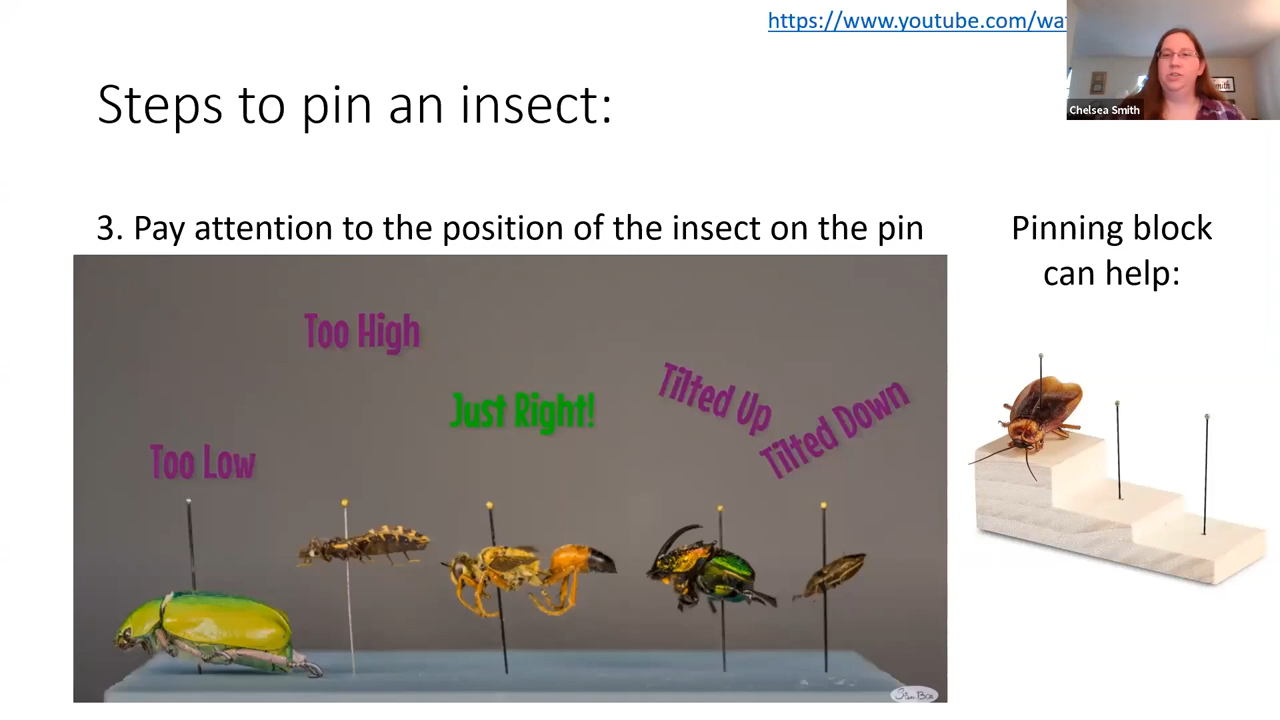 https://www.youtube.com/wat
Chelsea Smith
Steps to pin an insect:
3. Pay attention to the position of the insect on the pin
Pinning block
can help:
Too High
Just Right!
Tilted Up
Tilted Down
Too Low